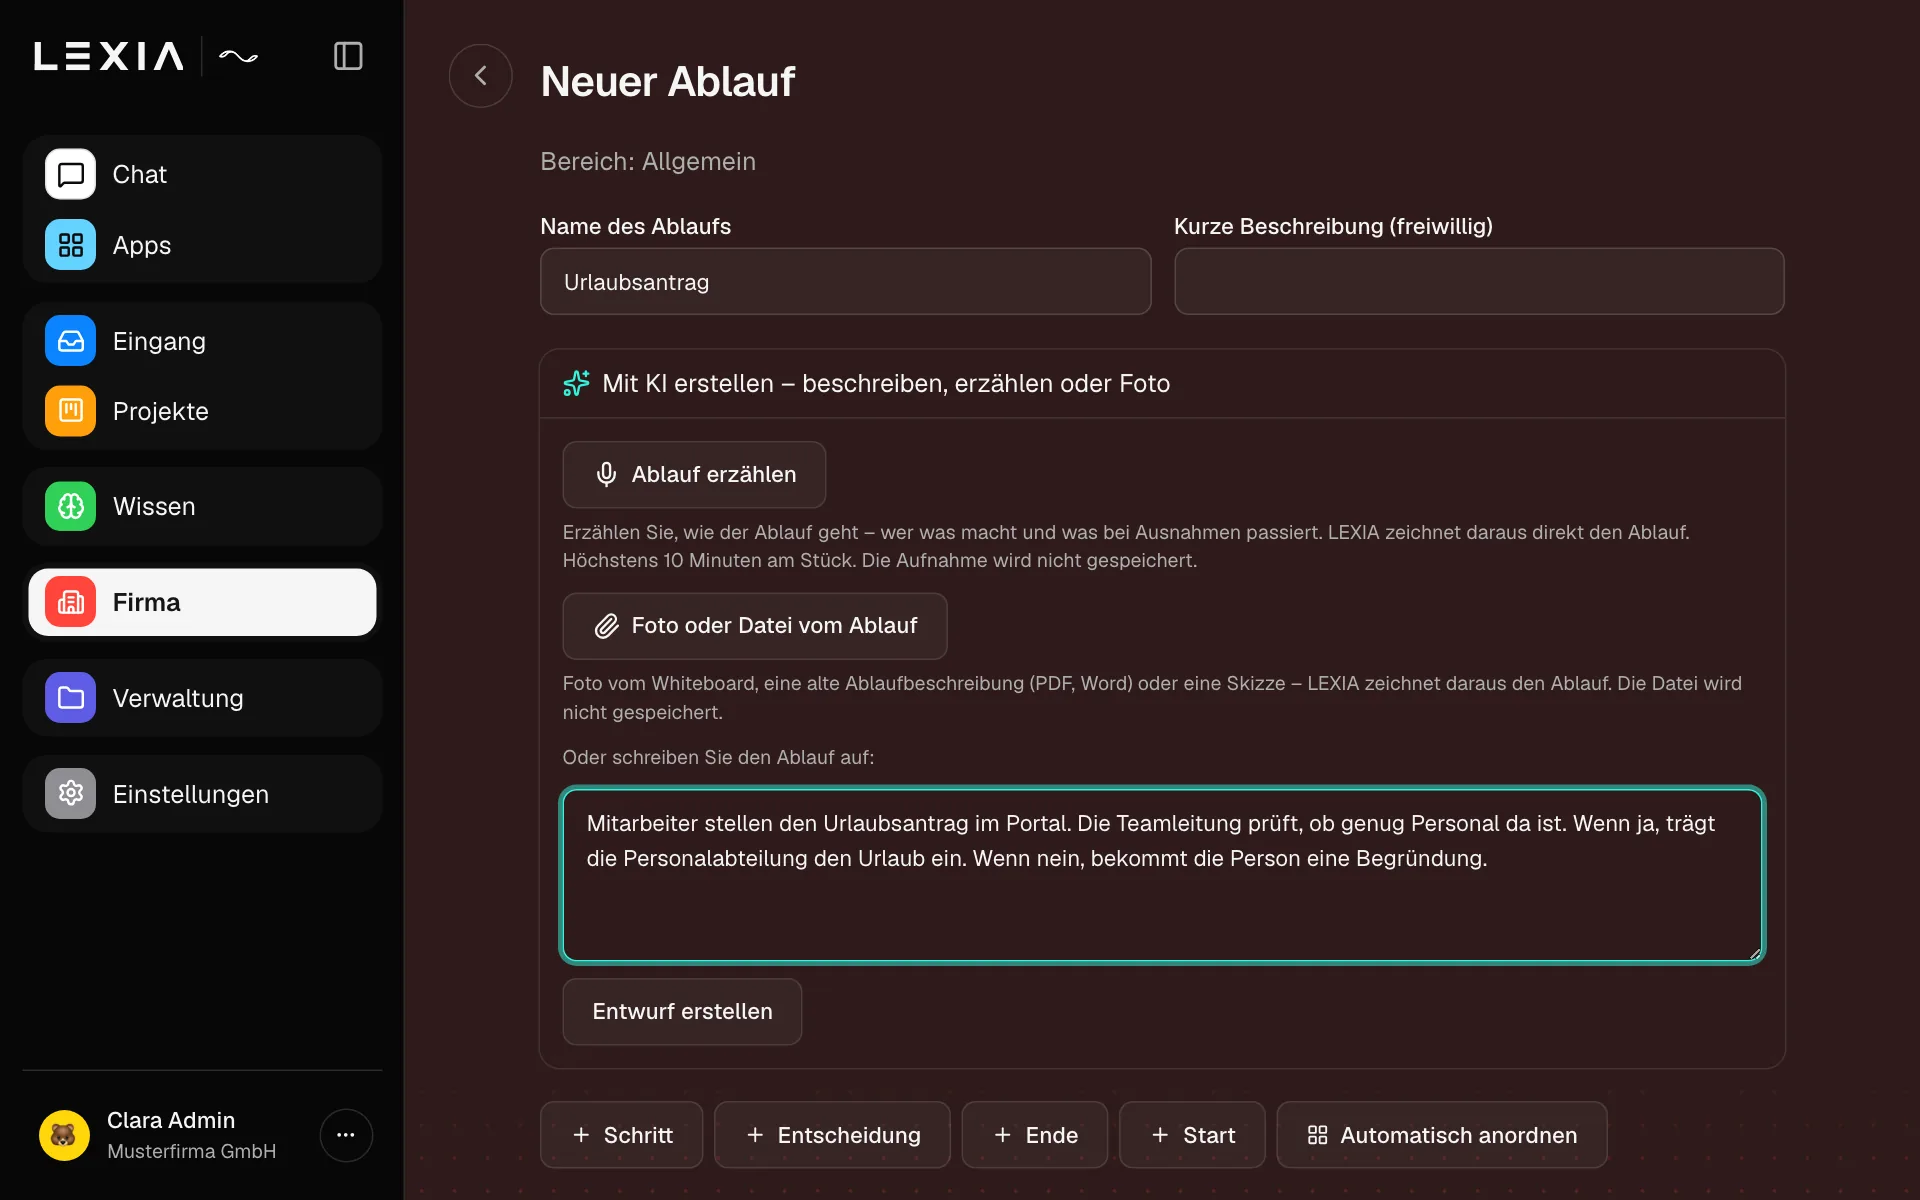 LEXIA
Chat
Apps
Eingang
Projekte
Wissen
Firma
Verwaltung
Einstellungen
Clara Admin
Musterfirma GmbH
Neuer Ablauf
Bereich: Allgemein
Name des Ablaufs
Urlaubsantrag
Kurze Beschreibung (freiwillig)
Mit KI erstellen – beschreiben, erzählen oder Foto
Ablauf erzählen
Erzählen Sie, wie der Ablauf geht – wer was macht und was bei Ausnahmen passiert. LEXIA zeichnet daraus direkt den Ablauf.
Höchstens 10 Minuten am Stück. Die Aufnahme wird nicht gespeichert.
Foto oder Datei vom Ablauf
Foto vom Whiteboard, eine alte Ablaufbeschreibung (PDF, Word) oder eine Skizze – LEXIA zeichnet daraus den Ablauf. Die Datei wird
nicht gespeichert.
Oder schreiben Sie den Ablauf auf:
Mitarbeiter stellen den Urlaubsantrag im Portal. Die Teamleitung prüft, ob genug Personal da ist. Wenn ja, trägt
die Personalabteilung den Urlaub ein. Wenn nein, bekommt die Person eine Begründung.
Entwurf erstellen
+ Schritt
+ Entscheidung
+ Ende
+ Start
Automatisch anordnen